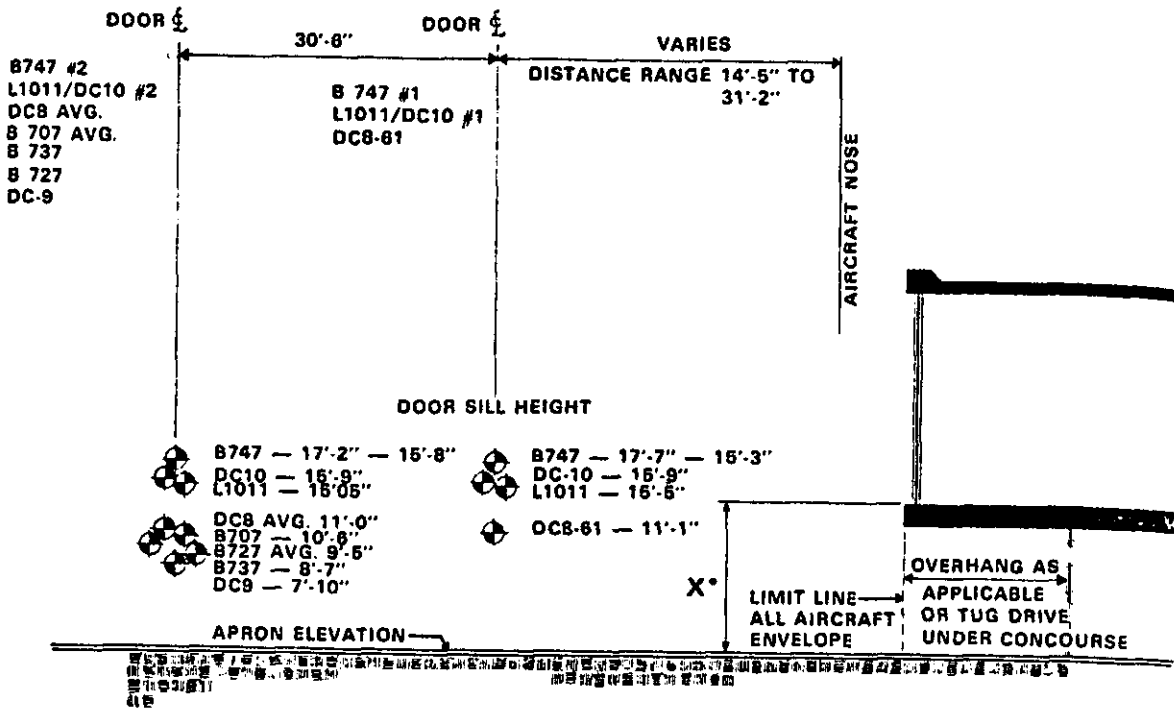 DOOR ℄
DOOR ℄
30'-6"
VARIES
DISTANCE RANGE 14'-5" TO
31'-2"
B747 #2
L1011/DC10 #2
DC8 AVG.
B 707 AVG.
B 737
B 727
DC-9
B 747 #1
L1011/DC10 #1
DC8-61
AIRCRAFT NOSE
DOOR SILL HEIGHT
B747 — 17'-2" — 15'-8"
DC10 — 15'-9"
L1011 — 15'05"
B747 — 17'-7" — 15'-3"
DC-10 — 15'-9"
L1011 — 15'-5"
DC8 AVG. 11'-0"
B707 — 10'-6"
B727 AVG. 9'-5"
B737 — 8'-7"
DC9 — 7'-10"
DC8-61 — 11'-1"
X*
LIMIT LINE
ALL AIRCRAFT
ENVELOPE
OVERHANG AS
APPLICABLE
OR TUG DRIVE
UNDER CONCOURSE
APRON ELEVATION